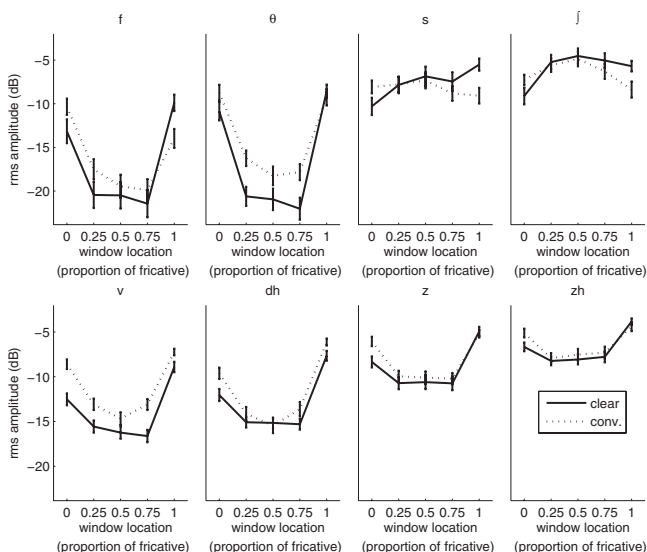 f θ s ʃ
−5
−10
−15
−20
rms amplitude (dB)
0 0.25 0.5 0.75 1 0 0.25 0.5 0.75 1 0 0.25 0.5 0.75 1 0 0.25 0.5 0.75 1
window location window location window location window location
(proportion of fricative) (proportion of fricative) (proportion of fricative) (proportion of fricative)
v dh z zh
−5
−10
−15
−20
rms amplitude (dB)
clear
conv.
0 0.25 0.5 0.75 1 0 0.25 0.5 0.75 1 0 0.25 0.5 0.75 1 0 0.25 0.5 0.75 1
window location window location window location window location
(proportion of fricative) (proportion of fricative) (proportion of fricative) (proportion of fricative)